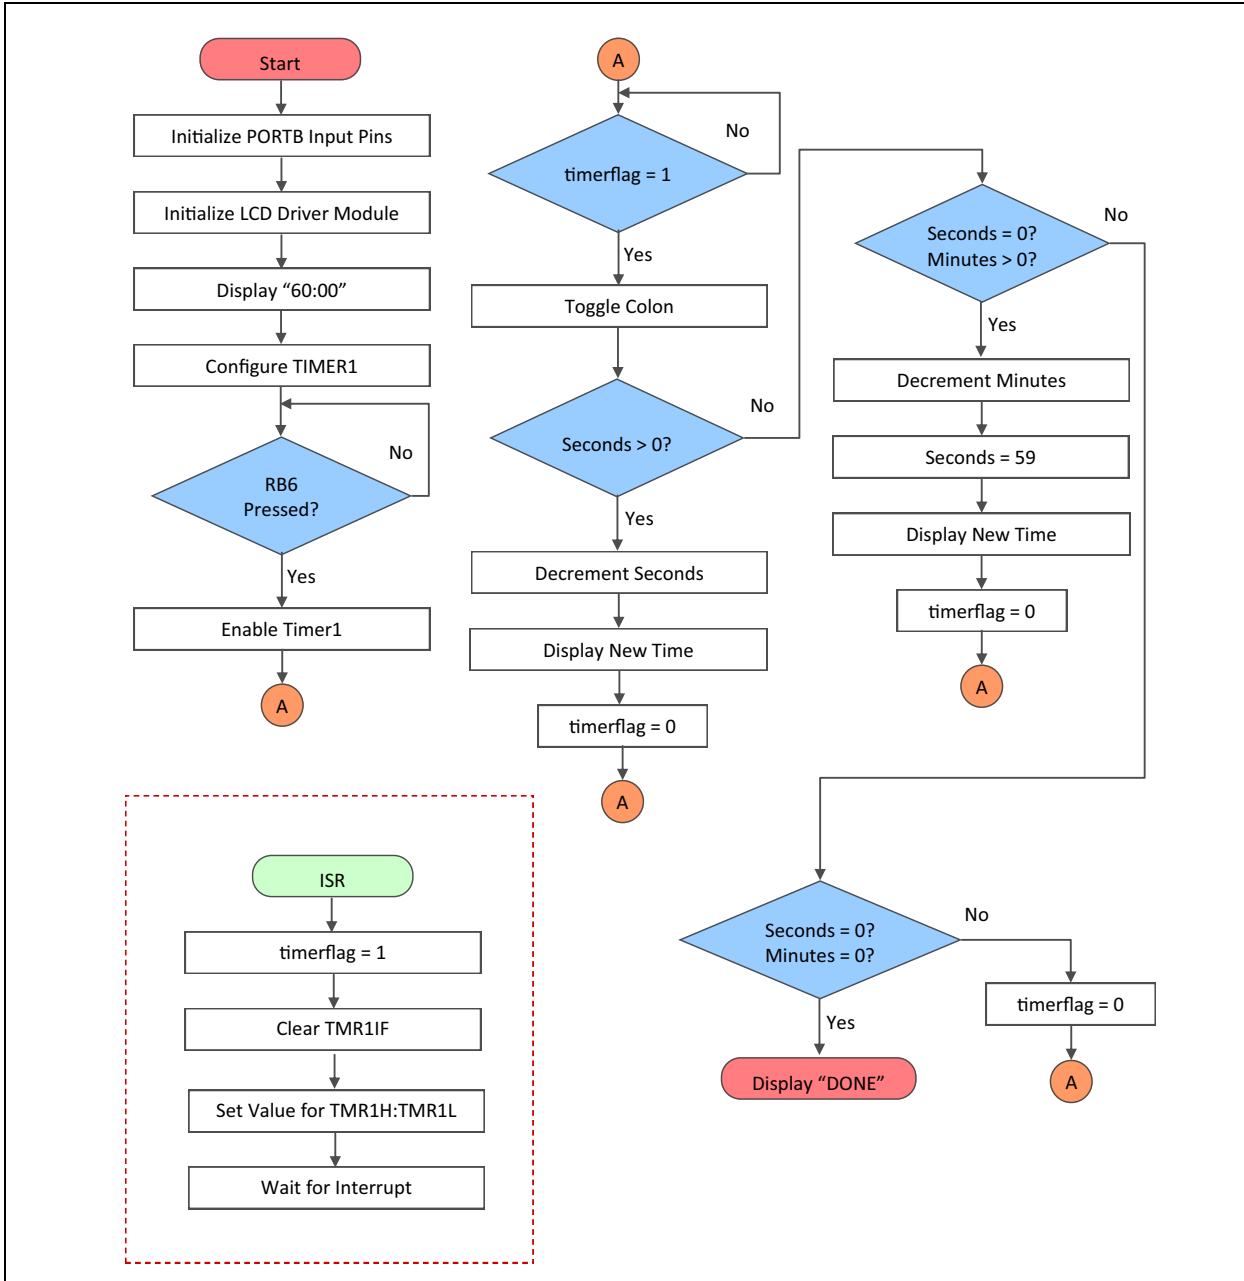 Start
Initialize PORTB Input Pins
Initialize LCD Driver Module
Display “60:00”
Configure TIMER1
No
RB6
Pressed?
Yes
Enable Timer1
A
A
No
timerflag = 1
Yes
Toggle Colon
No
Seconds > 0?
Yes
Decrement Seconds
Display New Time
timerflag = 0
A
No
Seconds = 0?
Minutes > 0?
Yes
Decrement Minutes
Seconds = 59
Display New Time
timerflag = 0
A
No
Seconds = 0?
Minutes = 0?
Yes
Display “DONE”
timerflag = 0
A
ISR
timerflag = 1
Clear TMR1IF
Set Value for TMR1H:TMR1L
Wait for Interrupt